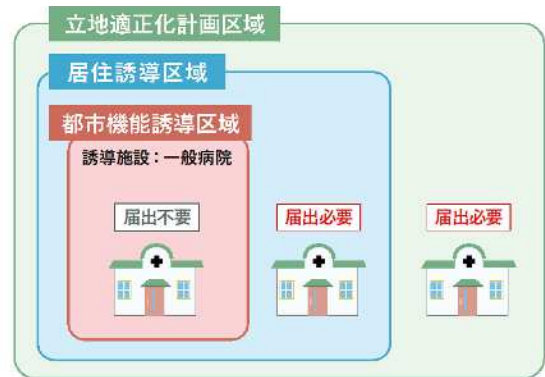 立地適正化計画区域
居住誘導区域
都市機能誘導区域
誘導施設：一般病院
届出不要
届出必要
届出必要